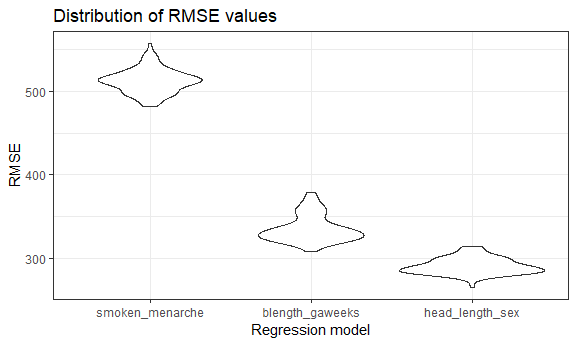 Distribution of RMSE values
RMSE
500
400
300
smoken_menarche
blength_gaweeks
head_length_sex
Regression model